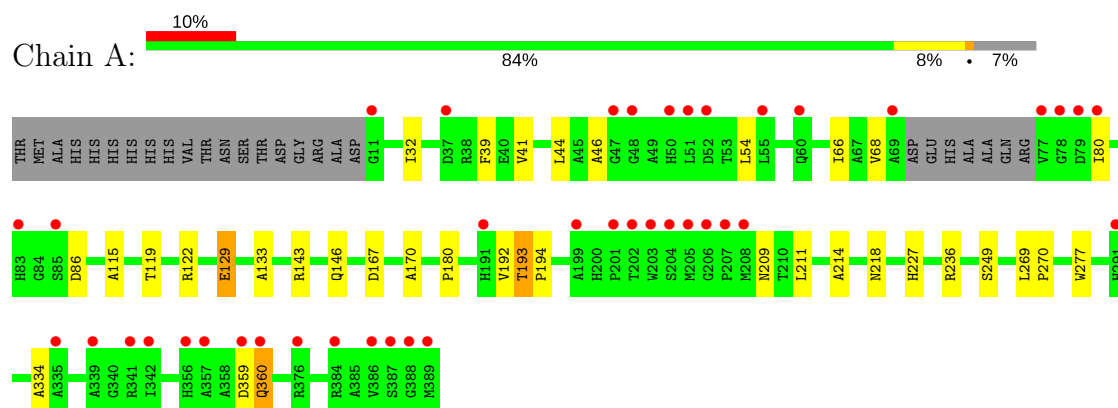 10%
Chain A:
84% 8% • 7%
THR MET ALA HIS HIS HIS HIS HIS HIS VAL THR ASN SER THR ASP GLY ARG ALA ASP G11 I32 D37 R38 F39 E40 V41 L44 A45 A46 G47 G48 A49 H50 L51 D52 T53 L54 L55 Q60 I66 A67 V68 A69 ASP GLU HIS ALA ALA GLN ARG V77 G78 D79 I80
H83 G84 S85 D86 A115 T119 R122 E129 A133 R143 Q146 D167 A170 P180 H191 V192 T193 P194 A199 H200 P201 T202 W203 S204 M205 G206 P207 M208 N209 T210 L211 A214 N218 H227 R236 S249 L269 P270 W277
A334 A335 A339 G340 R341 I342 H356 A357 A358 D359 Q360 R376 R384 A385 V386 S387 G388 M389